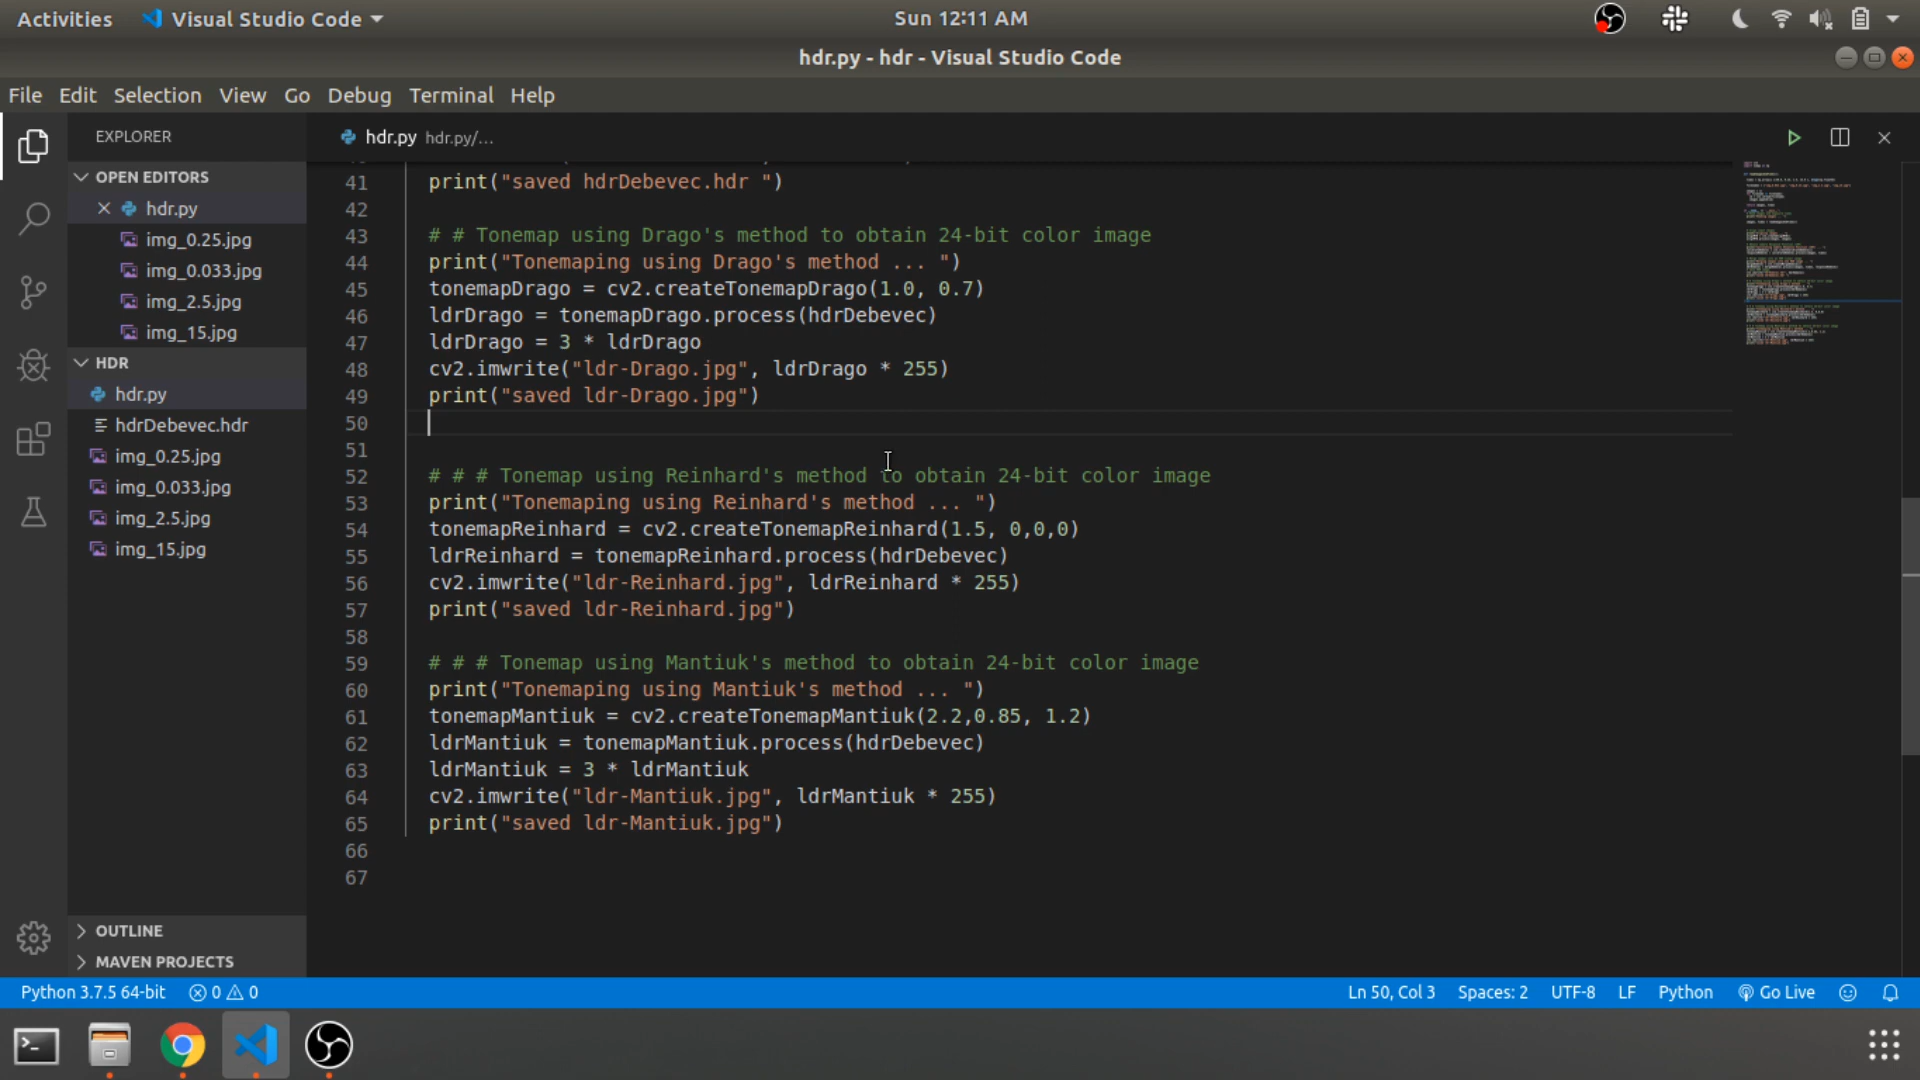 Activities Visual Studio Code Sun 12:11 AM
hdr.py - hdr - Visual Studio Code
File Edit Selection View Go Debug Terminal Help
EXPLORER
OPEN EDITORS
hdr.py
img_0.25.jpg
img_0.033.jpg
img_2.5.jpg
img_15.jpg
HDR
hdr.py
hdrDebevec.hdr
img_0.25.jpg
img_0.033.jpg
img_2.5.jpg
img_15.jpg
OUTLINE
MAVEN PROJECTS
hdr.py hdr.py/...
41 print("saved hdrDebevec.hdr ")
42
43 # # Tonemap using Drago's method to obtain 24-bit color image
44 print("Tonemaping using Drago's method ... ")
45 tonemapDrago = cv2.createTonemapDrago(1.0, 0.7)
46 ldrDrago = tonemapDrago.process(hdrDebevec)
47 ldrDrago = 3 * ldrDrago
48 cv2.imwrite("ldr-Drago.jpg", ldrDrago * 255)
49 print("saved ldr-Drago.jpg")
50
51
52 # # # Tonemap using Reinhard's method to obtain 24-bit color image
53 print("Tonemaping using Reinhard's method ... ")
54 tonemapReinhard = cv2.createTonemapReinhard(1.5, 0,0,0)
55 ldrReinhard = tonemapReinhard.process(hdrDebevec)
56 cv2.imwrite("ldr-Reinhard.jpg", ldrReinhard * 255)
57 print("saved ldr-Reinhard.jpg")
58
59 # # # Tonemap using Mantiuk's method to obtain 24-bit color image
60 print("Tonemaping using Mantiuk's method ... ")
61 tonemapMantiuk = cv2.createTonemapMantiuk(2.2,0.85, 1.2)
62 ldrMantiuk = tonemapMantiuk.process(hdrDebevec)
63 ldrMantiuk = 3 * ldrMantiuk
64 cv2.imwrite("ldr-Mantiuk.jpg", ldrMantiuk * 255)
65 print("saved ldr-Mantiuk.jpg")
66
67
Python 3.7.5 64-bit 0 0 Ln 50, Col 3 Spaces: 2 UTF-8 LF Python Go Live